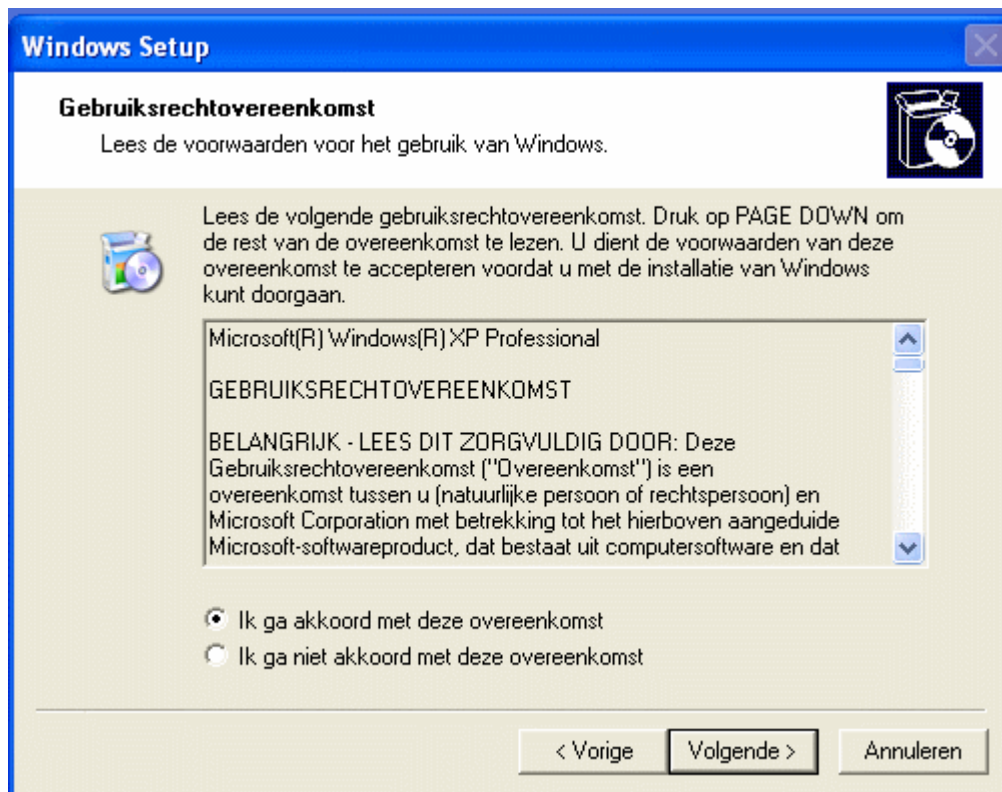 Windows Setup
Gebruiksrechtovereenkomst
Lees de voorwaarden voor het gebruik van Windows.
Lees de volgende gebruiksrechtovereenkomst. Druk op PAGE DOWN om
de rest van de overeenkomst te lezen. U dient de voorwaarden van deze
overeenkomst te accepteren voordat u met de installatie van Windows
kunt doorgaan.
Microsoft(R) Windows(R) XP Professional
GEBRUIKSRECHTOVEREENKOMST
BELANGRIJK - LEES DIT ZORGVULDIG DOOR: Deze
Gebruiksrechtovereenkomst ("Overeenkomst") is een
overeenkomst tussen u (natuurlijke persoon of rechtspersoon) en
Microsoft Corporation met betrekking tot het hierboven aangeduide
Microsoft-softwareproduct, dat bestaat uit computersoftware en dat
Ik ga akkoord met deze overeenkomst
Ik ga niet akkoord met deze overeenkomst
< Vorige
Volgende >
Annuleren